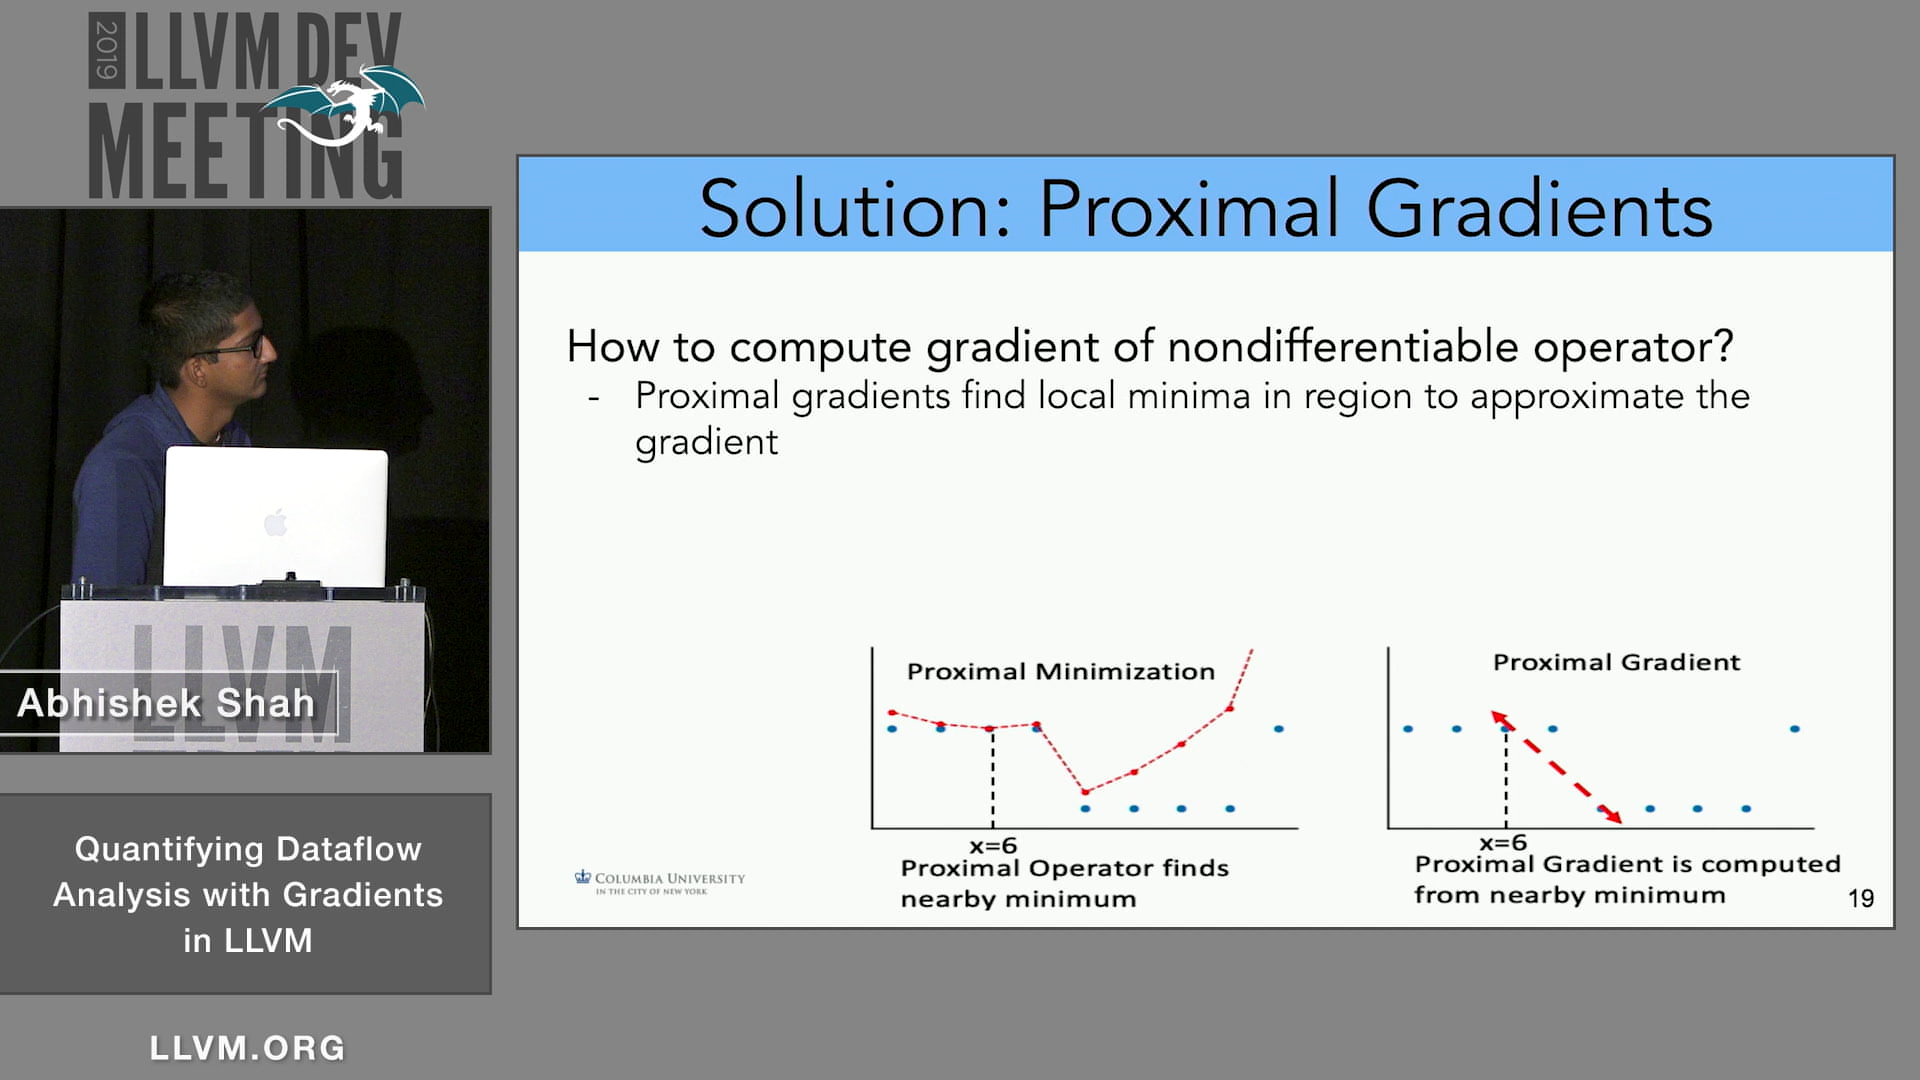 2019
LLVM DEV
MEETING
LLVM
Abhishek Shah
Quantifying Dataflow
Analysis with Gradients
in LLVM
LLVM.ORG
Solution: Proximal Gradients
How to compute gradient of nondifferentiable operator?
- Proximal gradients find local minima in region to approximate the
gradient
Proximal Minimization
x=6
Proximal Operator finds
nearby minimum
Proximal Gradient
x=6
Proximal Gradient is computed
from nearby minimum
COLUMBIA UNIVERSITY
IN THE CITY OF NEW YORK
19